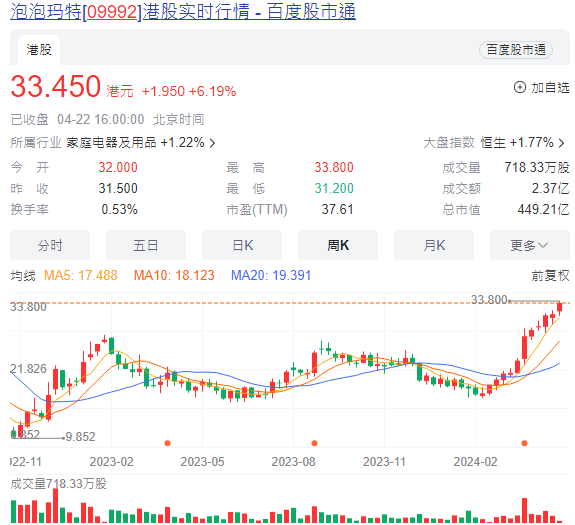 泡泡玛特[09992]港股实时行情 - 百度股市通
港股
百度股市通
33.450 港元 +1.950 +6.19%
加自选
已收盘 04-22 16:00:00 北京时间
所属行业 家庭电器及用品 +1.22%
大盘指数 恒生 +1.77%
今 开 32.000 最 高 33.800 成交量 718.33万股
昨 收 31.500 最 低 31.200 成交额 2.37亿
换手率 0.53% 市盈(TTM) 37.61 总市值 449.21亿
分时 五日 日K 周K 月K 更多
均线 MA5: 17.488 MA10: 18.123 MA20: 19.391 前复权
33.800
33.800
21.826
9.852
9.852
2022-11 2023-02 2023-05 2023-08 2023-11 2024-02
成交量718.33万股